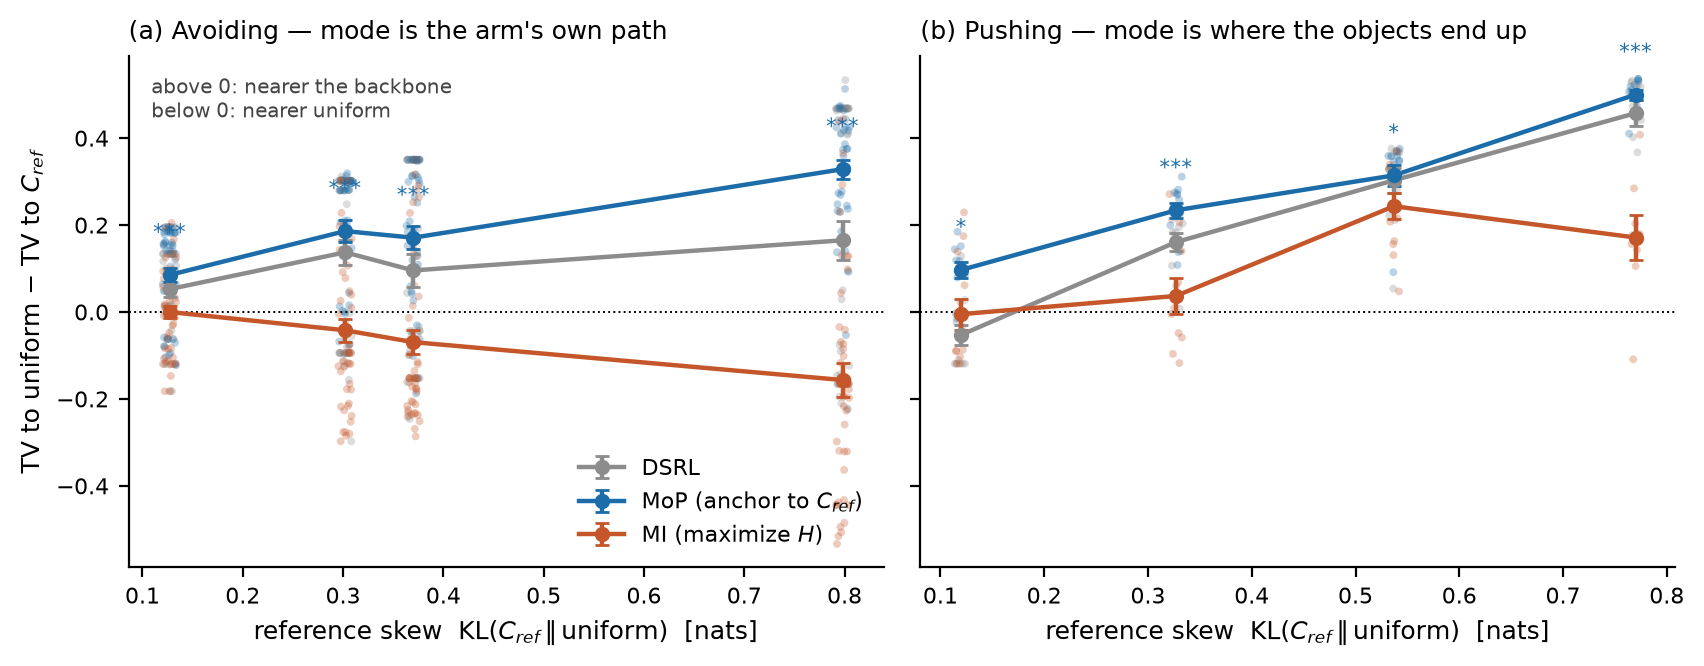 (a) Avoiding — mode is the arm's own path
above 0: nearer the backbone
below 0: nearer uniform
TV to uniform − TV to C_ref
0.4
0.2
0.0
−0.2
−0.4
***
***
***
***
DSRL
MoP (anchor to C_ref)
MI (maximize H)
0.1 0.2 0.3 0.4 0.5 0.6 0.7 0.8
reference skew KL(C_ref ∥ uniform) [nats]
(b) Pushing — mode is where the objects end up
*
***
*
***
0.1 0.2 0.3 0.4 0.5 0.6 0.7 0.8
reference skew KL(C_ref ∥ uniform) [nats]